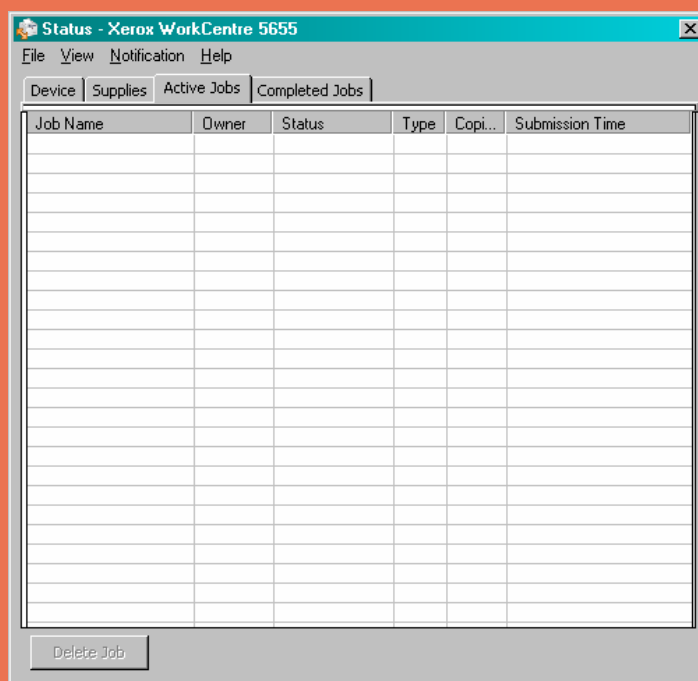 Status - Xerox WorkCentre 5655
File View Notification Help
Device Supplies Active Jobs Completed Jobs
Job Name Owner Status Type Copi... Submission Time
Delete Job